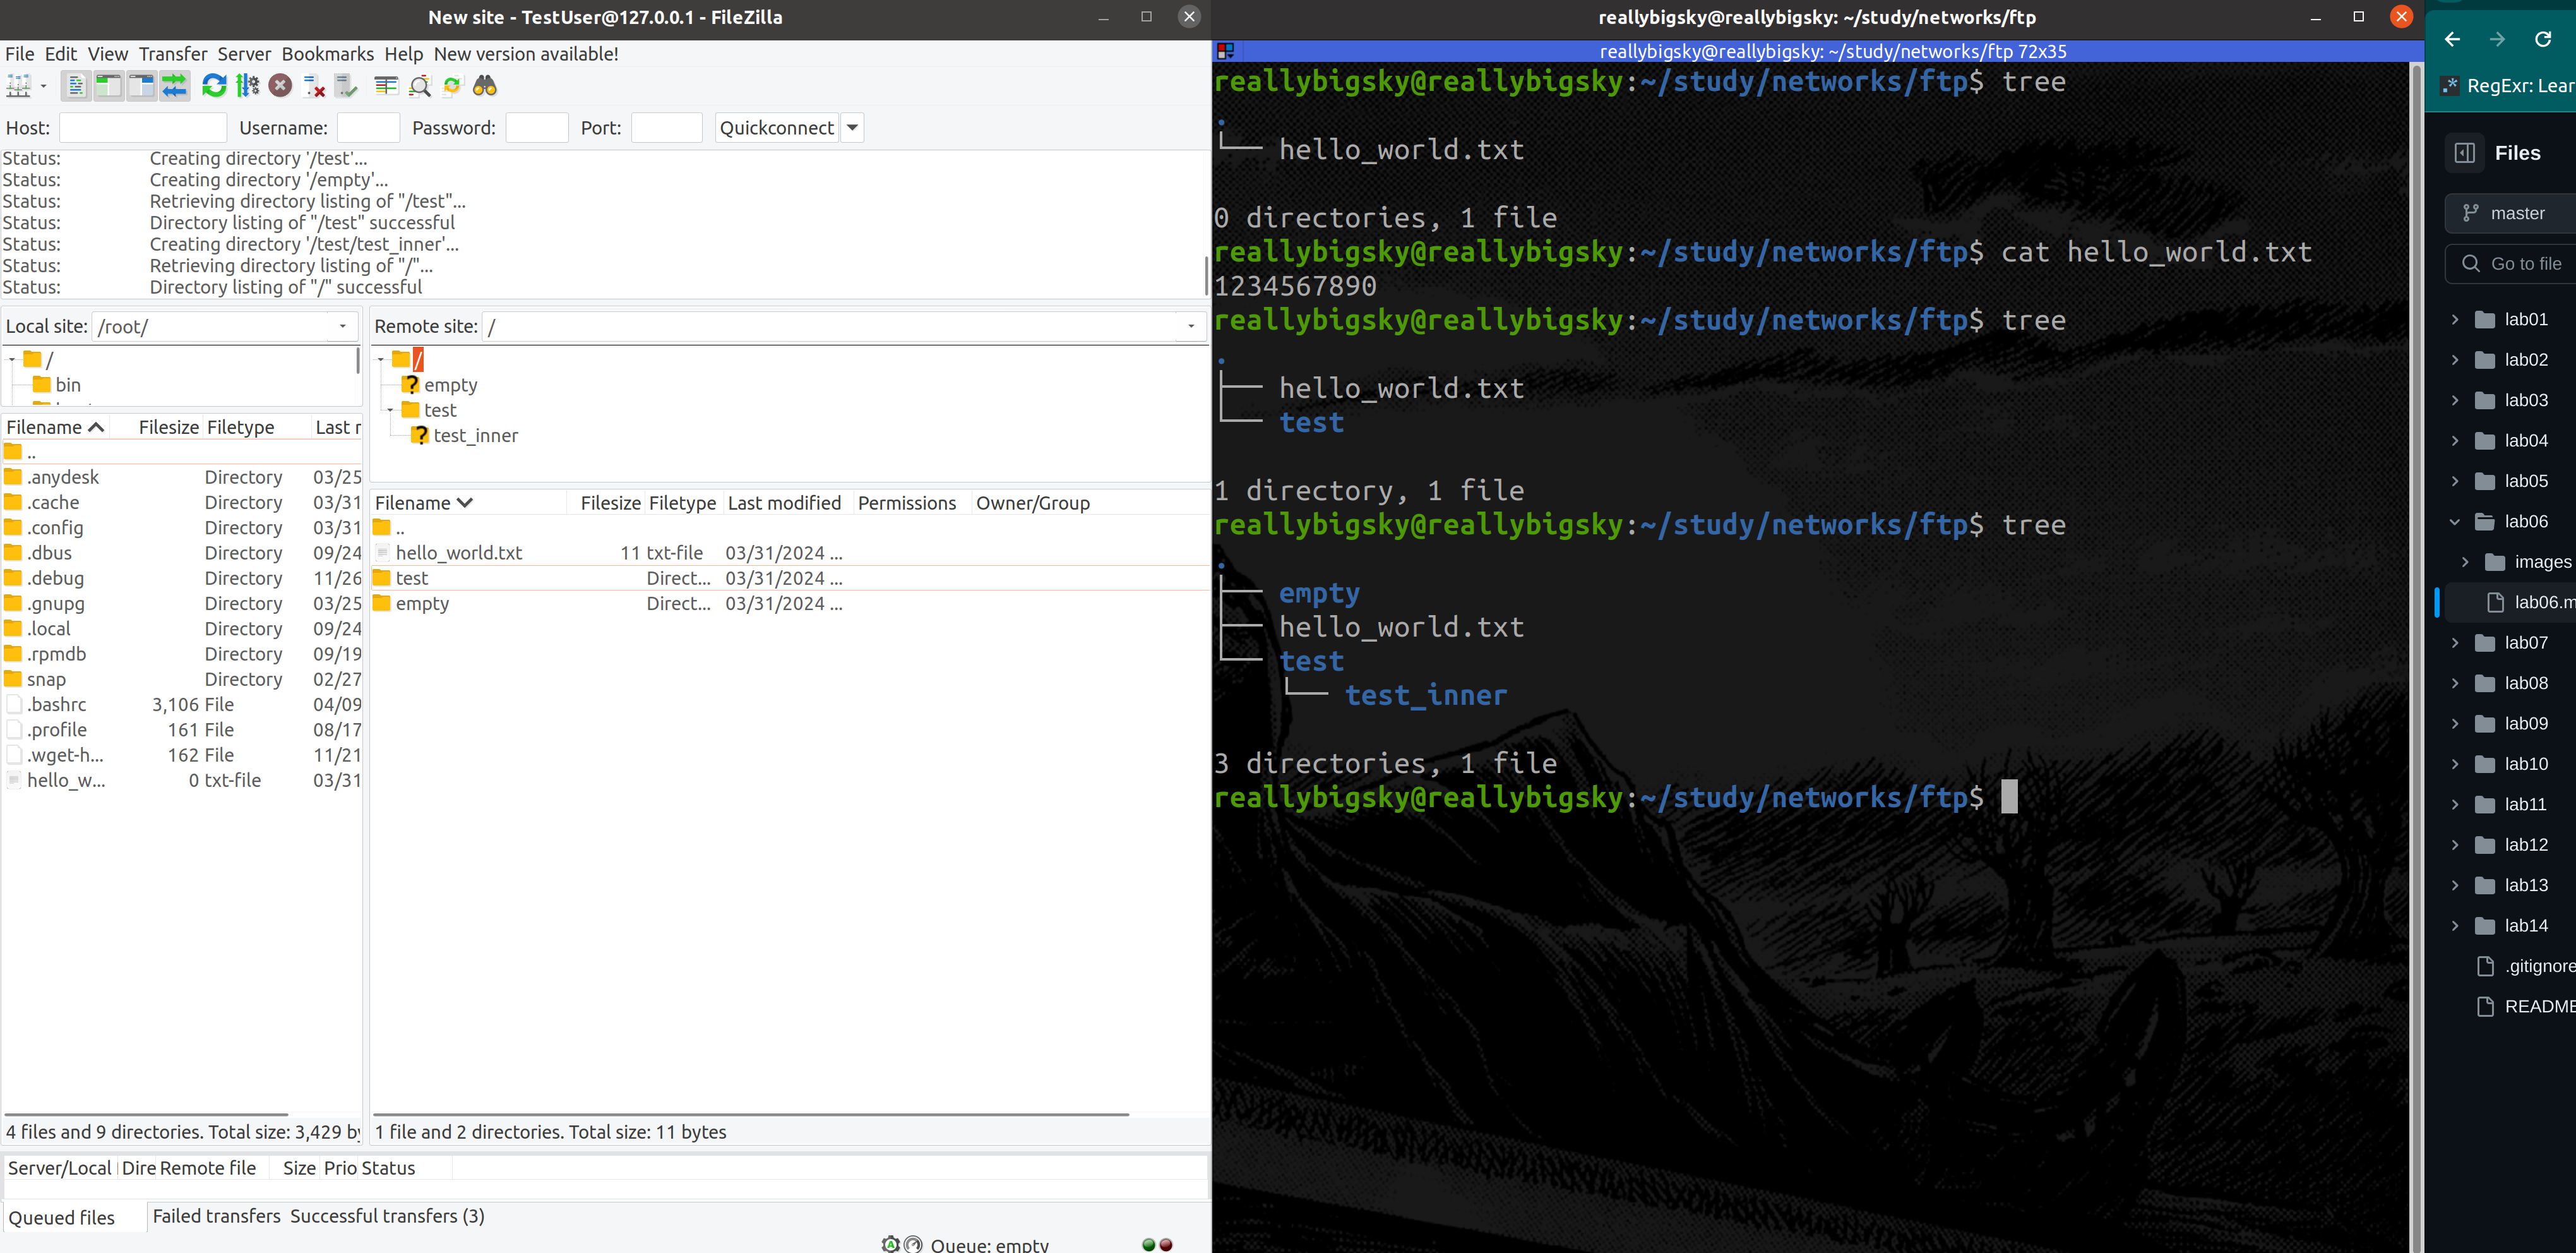 New site - TestUser@127.0.0.1 - FileZilla
File Edit View Transfer Server Bookmarks Help New version available!
Host: Username: Password: Port: Quickconnect
Status: Creating directory '/test'...
Status: Creating directory '/empty'...
Status: Retrieving directory listing of "/test"...
Status: Directory listing of "/test" successful
Status: Creating directory '/test/test_inner'...
Status: Retrieving directory listing of "/"...
Status: Directory listing of "/" successful
Local site: /root/
/
bin
Filename Filesize Filetype Last r
..
.anydesk Directory 03/25
.cache Directory 03/31
.config Directory 03/31
.dbus Directory 09/24
.debug Directory 11/26
.gnupg Directory 03/25
.local Directory 09/24
.rpmdb Directory 09/19
snap Directory 02/27
.bashrc 3,106 File 04/09
.profile 161 File 08/17
.wget-h... 162 File 11/21
hello_w... 0 txt-file 03/31
4 files and 9 directories. Total size: 3,429 by
Remote site: /
/
empty
test
test_inner
Filename Filesize Filetype Last modified Permissions Owner/Group
..
hello_world.txt 11 txt-file 03/31/2024 ...
test Direct... 03/31/2024 ...
empty Direct... 03/31/2024 ...
1 file and 2 directories. Total size: 11 bytes
Server/Local Dire Remote file Size Prio Status
Queued files Failed transfers Successful transfers (3)
Queue: empty
reallybigsky@reallybigsky: ~/study/networks/ftp
reallybigsky@reallybigsky: ~/study/networks/ftp 72x35
reallybigsky@reallybigsky:~/study/networks/ftp$ tree
.
└── hello_world.txt
0 directories, 1 file
reallybigsky@reallybigsky:~/study/networks/ftp$ cat hello_world.txt
1234567890
reallybigsky@reallybigsky:~/study/networks/ftp$ tree
.
├── hello_world.txt
└── test
1 directory, 1 file
reallybigsky@reallybigsky:~/study/networks/ftp$ tree
.
├── empty
├── hello_world.txt
└── test
└── test_inner
3 directories, 1 file
reallybigsky@reallybigsky:~/study/networks/ftp$
RegExr: Lear
Files
master
Go to file
lab01
lab02
lab03
lab04
lab05
lab06
images
lab06.m
lab07
lab08
lab09
lab10
lab11
lab12
lab13
lab14
.gitignore
README